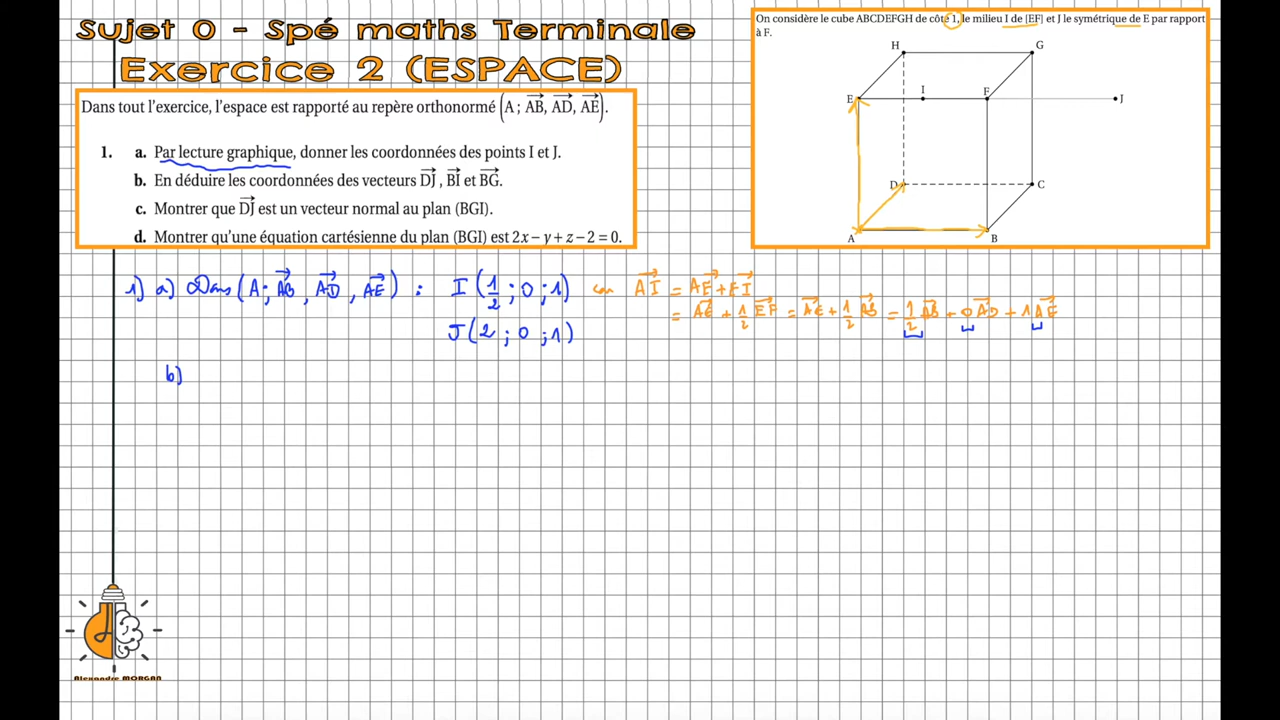 Sujet 0 - Spé maths Terminale
Exercice 2 (ESPACE)
On considère le cube ABCDEFGH de côte 1, le milieu I de [EF] et J le symétrique de E par rapport
à F.
H
G
E
I
F
J
D
C
A
B
Dans tout l'exercice, l'espace est rapporté au repère orthonormé (A ; AB, AD, AE).
1. a. Par lecture graphique, donner les coordonnées des points I et J.
b. En déduire les coordonnées des vecteurs DJ , BI et BG.
c. Montrer que DJ est un vecteur normal au plan (BGI).
d. Montrer qu'une équation cartésienne du plan (BGI) est 2x − y + z − 2 = 0.
1) a) Dans (A; AB, AD, AE) : I(1/2 ; 0 ; 1) car AI = AE + EI
= AE + 1/2 EF = AE + 1/2 AB = 1/2 AB + 0AD + 1AE
J(2 ; 0 ; 1)
b)
Alexandre MORGAN